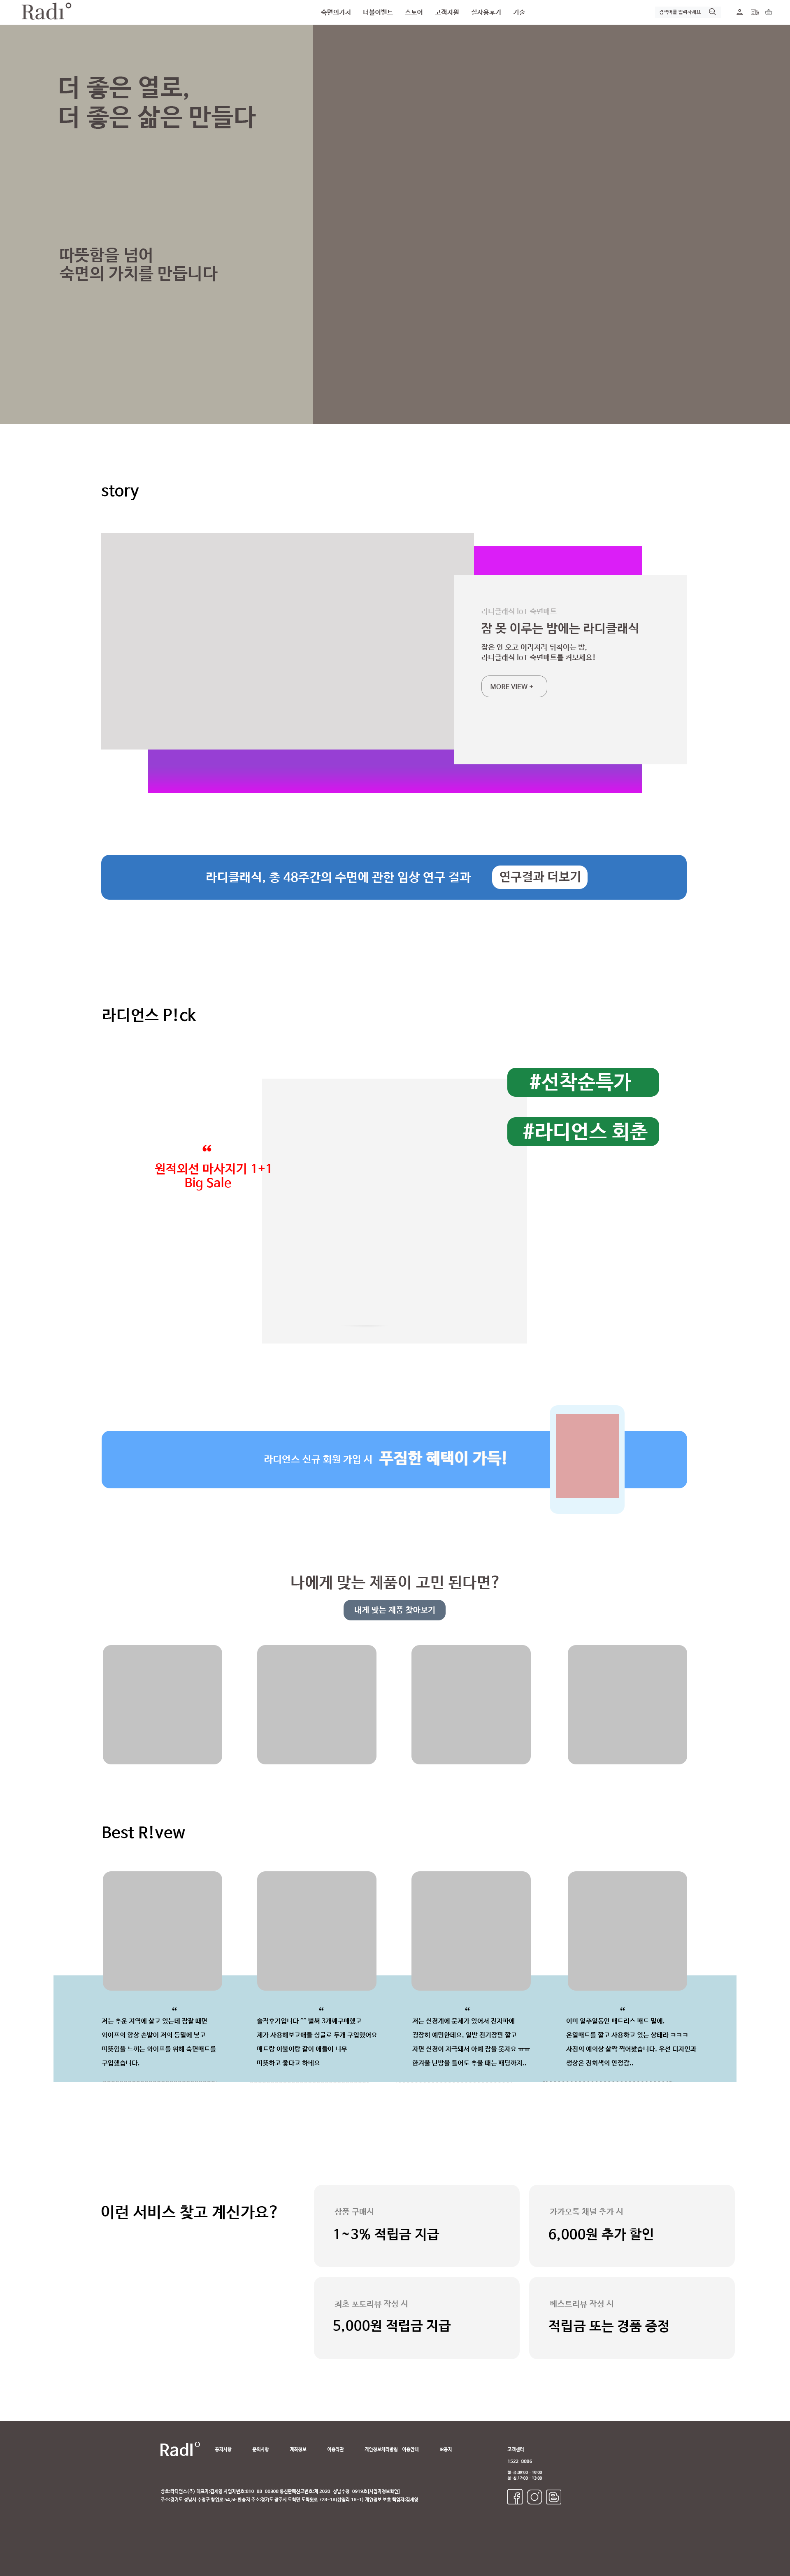 Radi°
숙면의가치 더블이벤트 스토어 고객지원 실사용후기 기술
검색어를 입력하세요
더 좋은 열로,
더 좋은 삶은 만들다
따뜻함을 넘어
숙면의 가치를 만듭니다
story
라디클래식 IoT 숙면매트
잠 못 이루는 밤에는 라디클래식
잠은 안 오고 이리저리 뒤척이는 밤,
라디클래식 IoT 숙면매트를 켜보세요!
MORE VIEW +
라디클래식, 총 48주간의 수면에 관한 임상 연구 결과
연구결과 더보기
라디언스 P!ck
#선착순특가
#라디언스 회춘
“
원적외선 마사지기 1+1
Big Sale
라디언스 신규 회원 가입 시 푸짐한 혜택이 가득!
나에게 맞는 제품이 고민 된다면?
내게 맞는 제품 찾아보기
Best R!vew
“
저는 추운 지역에 살고 있는데 잠잘 때면
와이프의 항상 손발이 저의 등밑에 넣고
따뜻함을 느끼는 와이프를 위해 숙면매트를
구입했습니다.
“
솔직후기입니다 ^^ 벌써 3개째구매했고
제가 사용해보고애들 싱글로 두개 구입했어요
매트랑 이불이랑 같이 애들이 너무
따뜻하고 좋다고 하네요
“
저는 신경계에 문제가 있어서 전자파에
굉장히 예민한데요, 일반 전기장판 깔고
자면 신경이 자극돼서 아예 잠을 못자요 ㅠㅠ
한겨울 난방을 틀어도 추울 때는 패딩까지..
“
이미 일주일동안 매트리스 패드 밑에.
온열매트를 깔고 사용하고 있는 상태라 ㅋㅋㅋ
사진의 예의상 살짝 찍어봤습니다. 우선 디자인과
생상은 진회색의 안정감..
이런 서비스 찾고 계신가요?
상품 구매시
1~3% 적립금 지급
카카오톡 채널 추가 시
6,000원 추가 할인
최초 포토리뷰 작성 시
5,000원 적립금 지급
베스트리뷰 작성 시
적립금 또는 경품 증정
RadI°
공지사항 문의사항 계좌정보 이용약관 개인정보처리방침 이용안내
고객센터
1522-8886